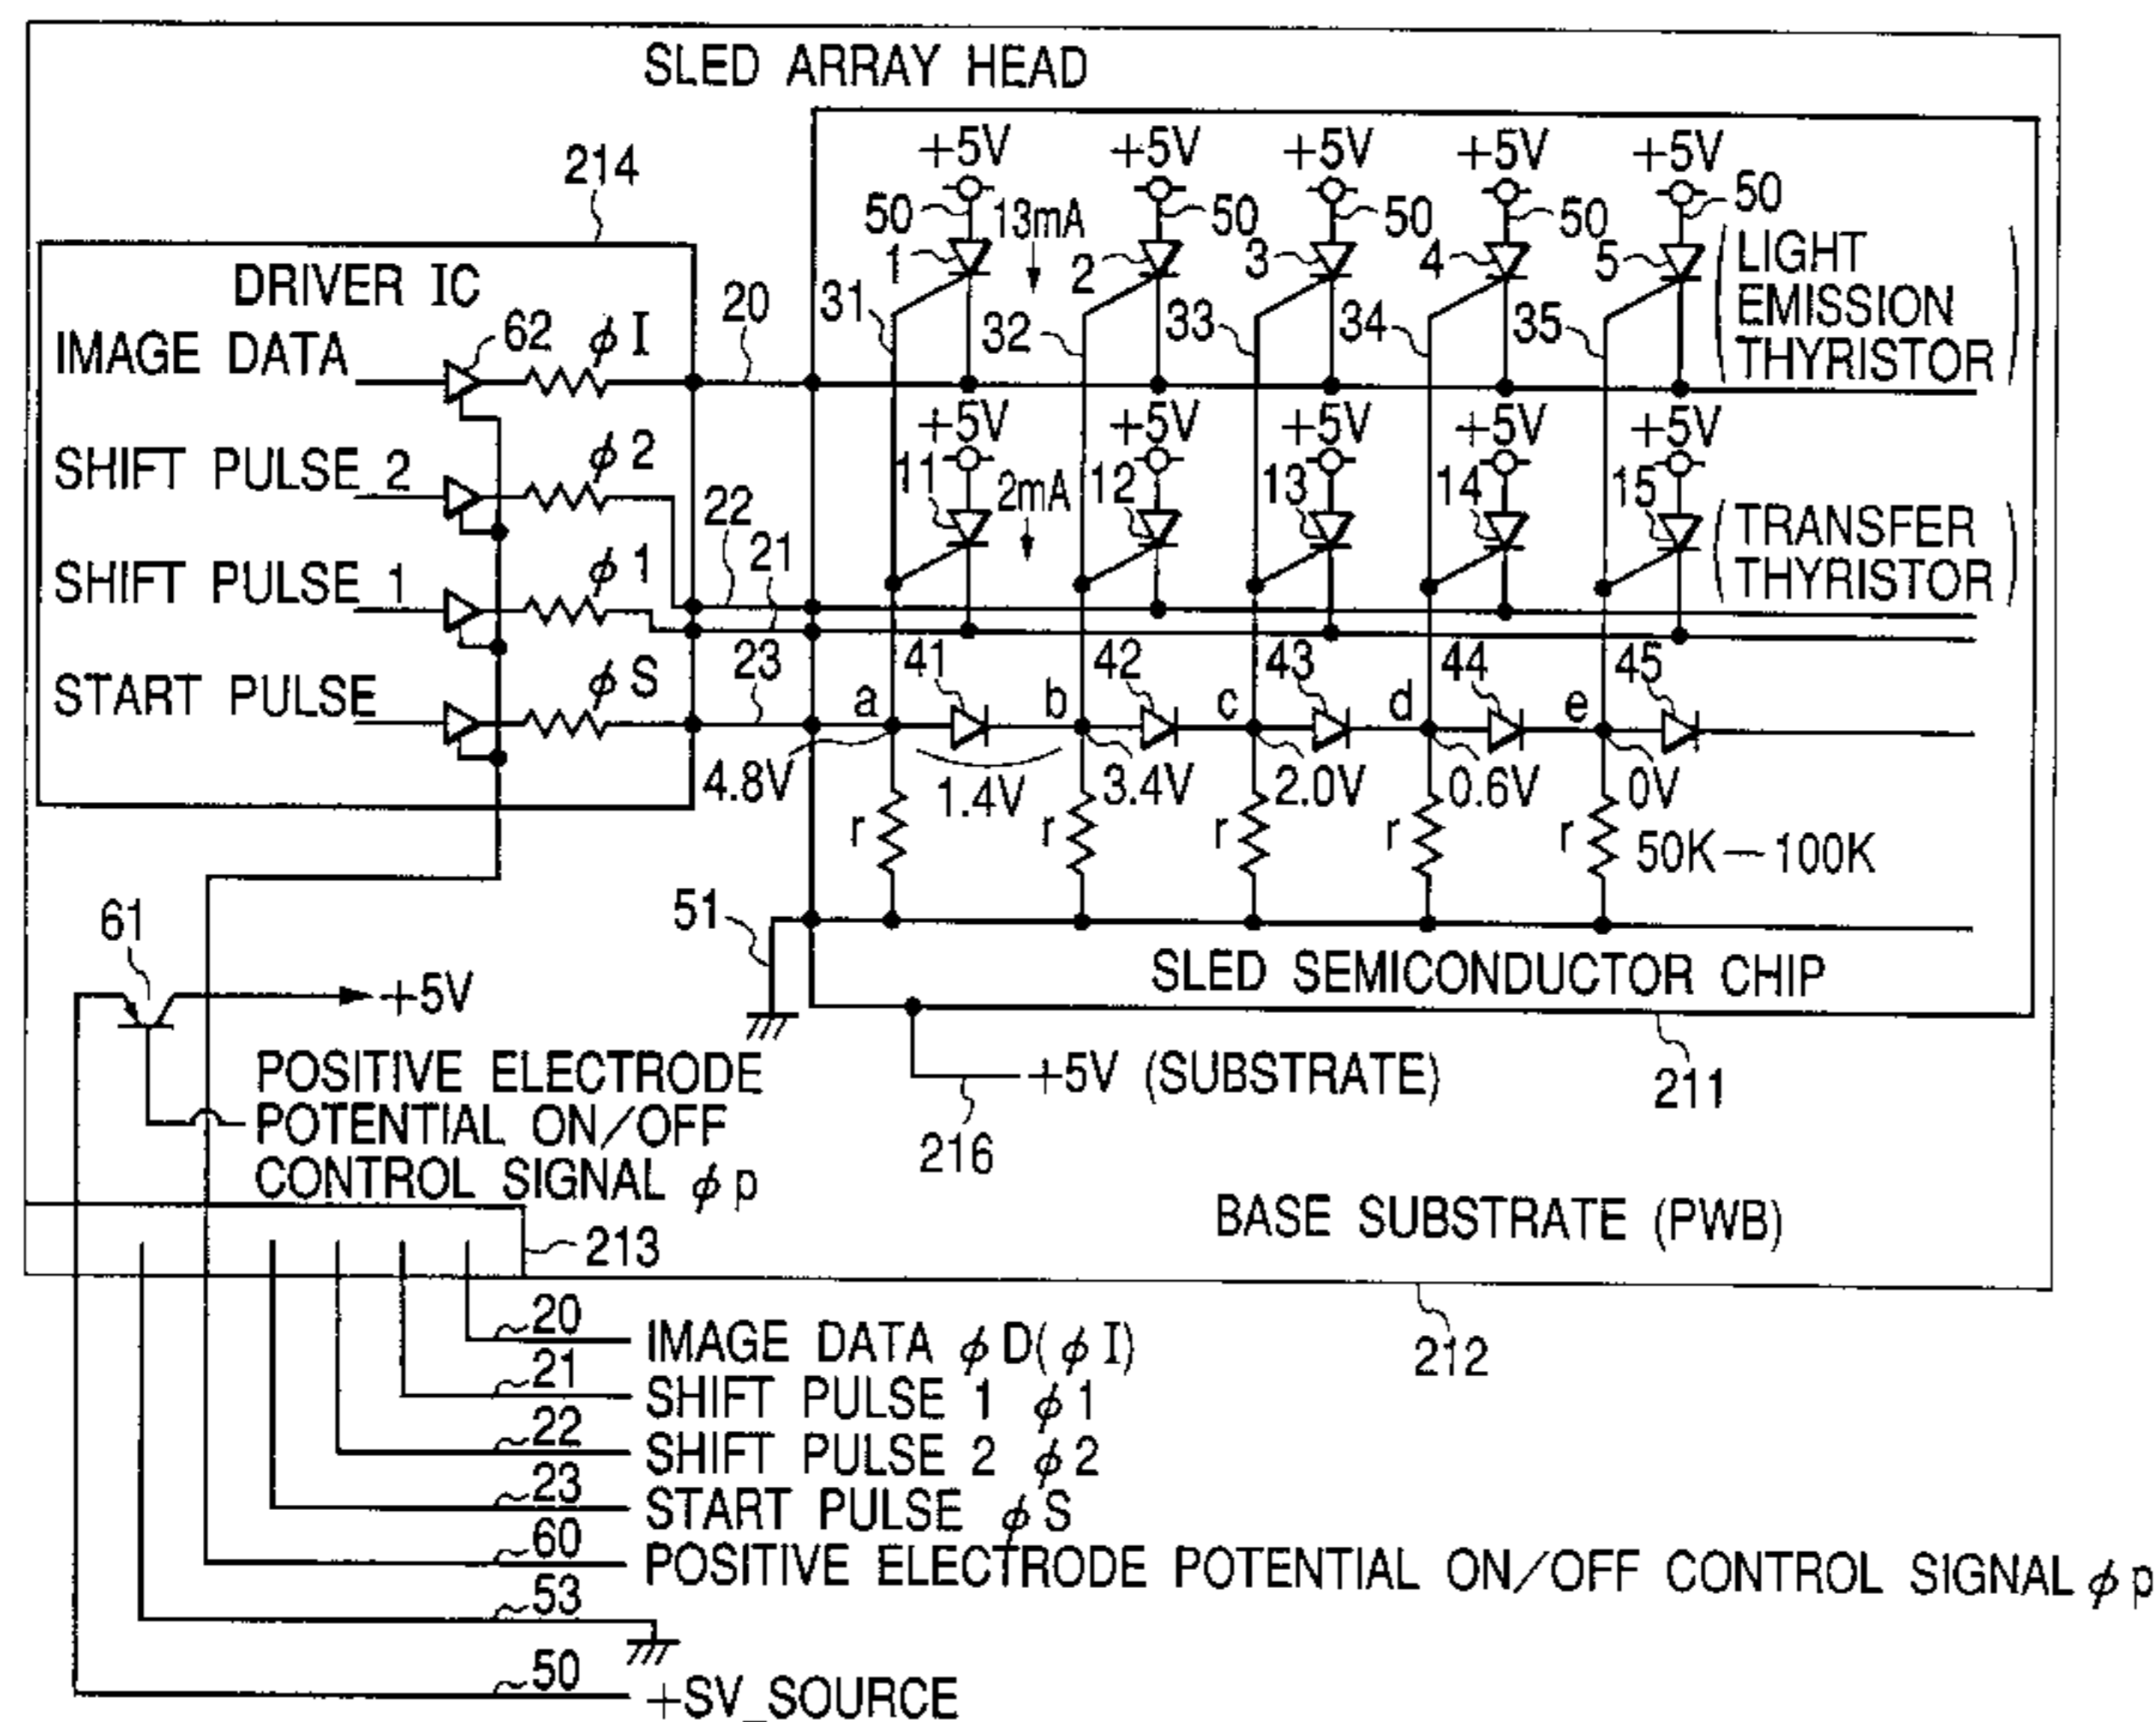 SLED ARRAY HEAD
214
DRIVER IC
IMAGE DATA
62
φI
20
SHIFT PULSE 2
φ2
22
SHIFT PULSE 1
φ1
21
START PULSE
φS
23
+5V +5V +5V +5V +5V
50 13mA 50 50 50 50
1 2 3 4 5
(LIGHT EMISSION THYRISTOR)
31 32 33 34 35
+5V +5V +5V +5V +5V
11 2mA 12 13 14 15
(TRANSFER THYRISTOR)
41 42 43 44 45
a b c d e
4.8V 1.4V 3.4V 2.0V 0.6V 0V
r r r r r 50K—100K
51
SLED SEMICONDUCTOR CHIP
61
+5V
+5V (SUBSTRATE)
211
216
POSITIVE ELECTRODE
POTENTIAL ON/OFF
CONTROL SIGNAL φp
BASE SUBSTRATE (PWB)
213
212
20 IMAGE DATA φD(φI)
21 SHIFT PULSE 1 φ1
22 SHIFT PULSE 2 φ2
23 START PULSE φS
60 POSITIVE ELECTRODE POTENTIAL ON/OFF CONTROL SIGNAL φp
53
50 +SV_SOURCE